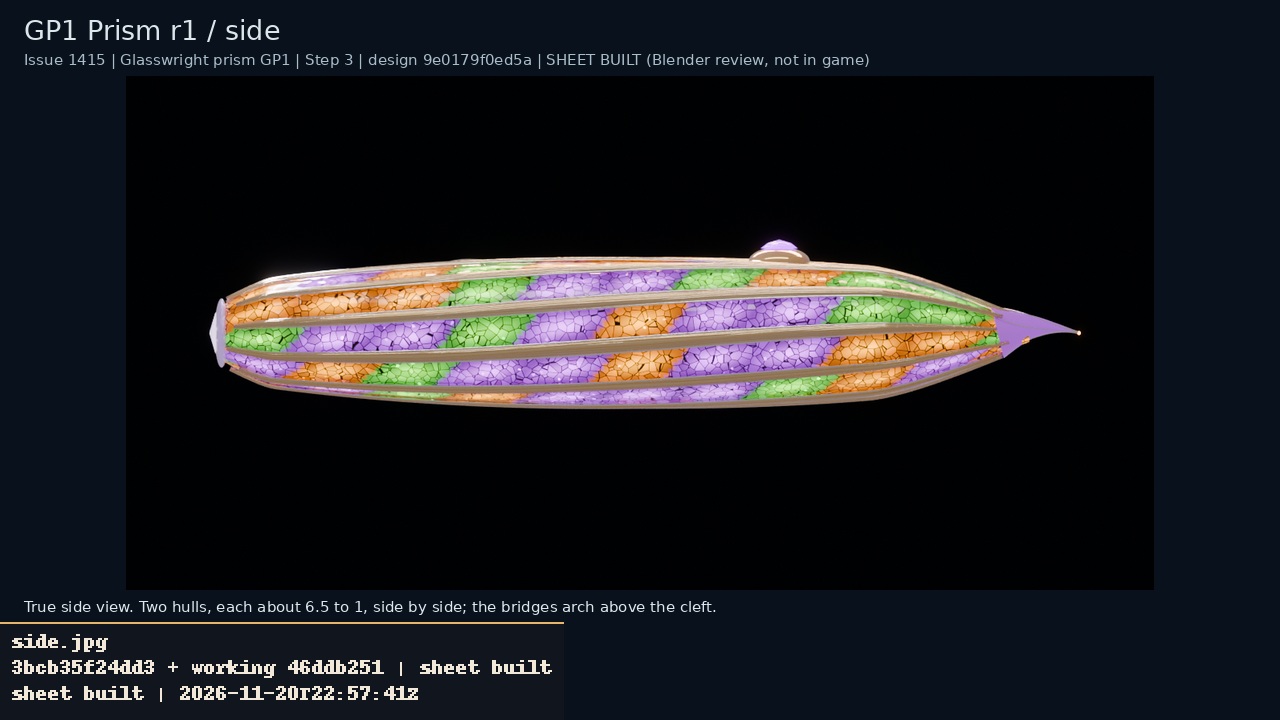 GP1 Prism r1 / side
Issue 1415 | Glasswright prism GP1 | Step 3 | design 9e0179f0ed5a | SHEET BUILT (Blender review, not in game)
True side view. Two hulls, each about 6.5 to 1, side by side; the bridges arch above the cleft.
side.jpg
3bcb35f24dd3 + working 46ddb251 | sheet built
sheet built | 2026-11-20T22:57:41Z